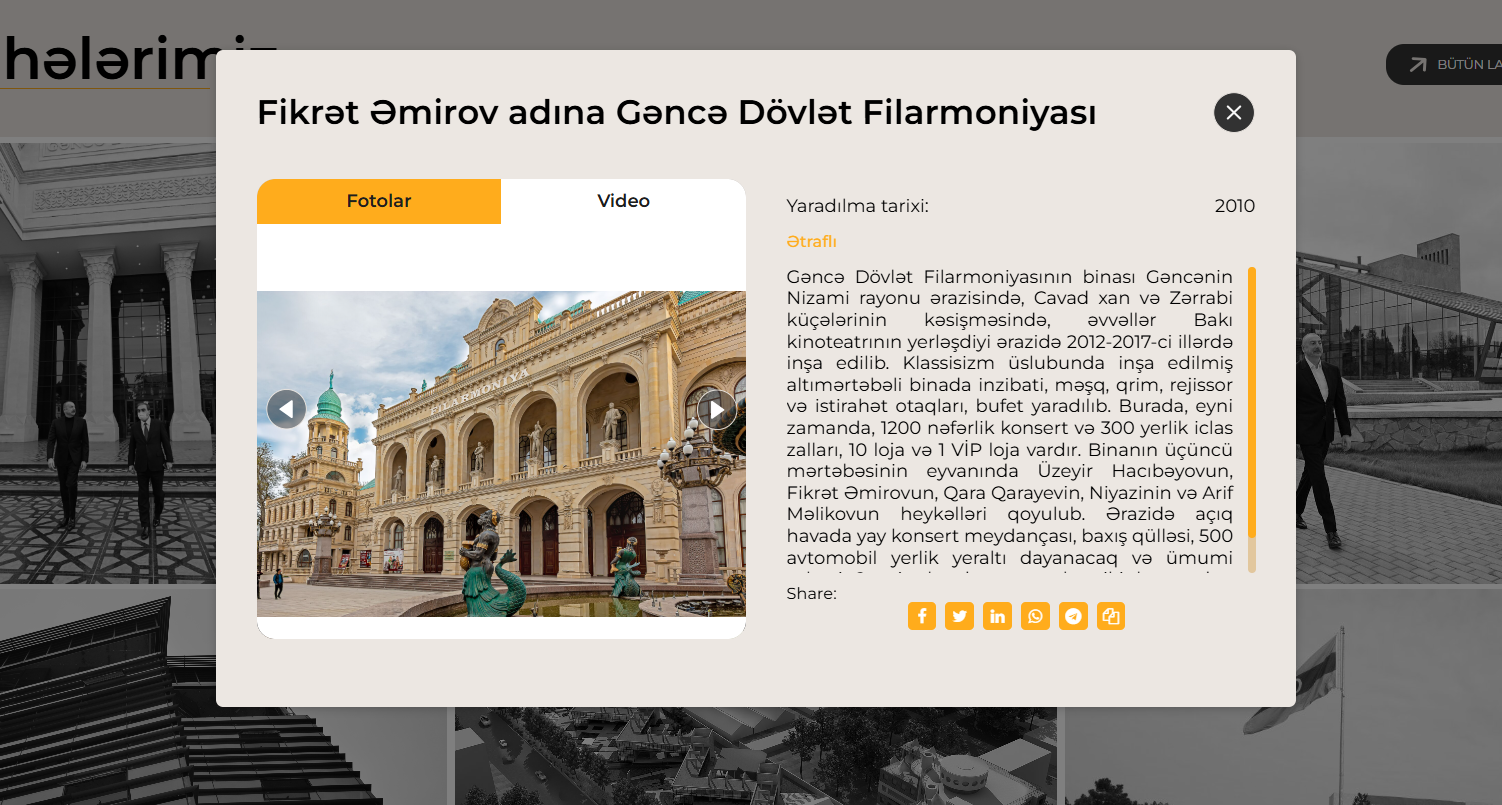 hələrimiz
BÜTÜN
Fikrət Əmirov adına Gəncə Dövlət Filarmoniyası
Fotolar
Video
FILARMONIYA
Yaradılma tarixi:
2010
Ətraflı
Gəncə Dövlət Filarmoniyasının binası Gəncənin
Nizami rayonu ərazisində, Cavad xan və Zərrabi
küçələrinin kəsişməsində, əvvəllər Bakı
kinoteatrının yerləşdiyi ərazidə 2012-2017-ci illərdə
inşa edilib. Klassisizm üslubunda inşa edilmiş
altımərtəbəli binada inzibati, məşq, qrim, rejissor
və istirahət otaqları, bufet yaradılıb. Burada, eyni
zamanda, 1200 nəfərlik konsert və 300 yerlik iclas
zalları, 10 loja və 1 VİP loja vardır. Binanın üçüncü
mərtəbəsinin eyvanında Üzeyir Hacıbəyovun,
Fikrət Əmirovun, Qara Qarayevin, Niyazinin və Arif
Məlikovun heykəlləri qoyulub. Ərazidə açıq
havada yay konsert meydançası, baxış qülləsi, 500
avtomobil yerlik yeraltı dayanacaq və ümumi
Share: